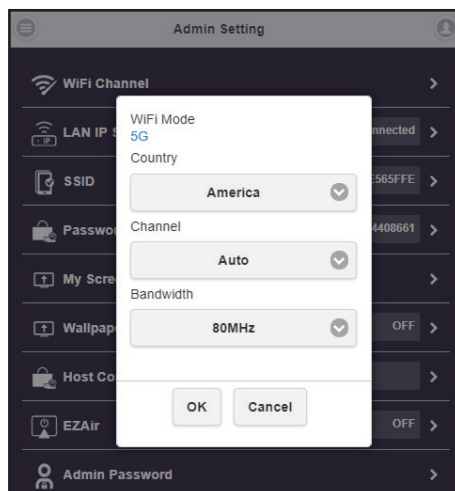 Admin Setting
WiFi Channel
LAN IP S
nnected
WiFi Mode
5G
Country
America
SSID
E565FFE
Passwor
4408661
Channel
Auto
My Scre
Bandwidth
Wallpape
80MHz
OFF
Host Co
OK
Cancel
EZAir
OFF
Admin Password